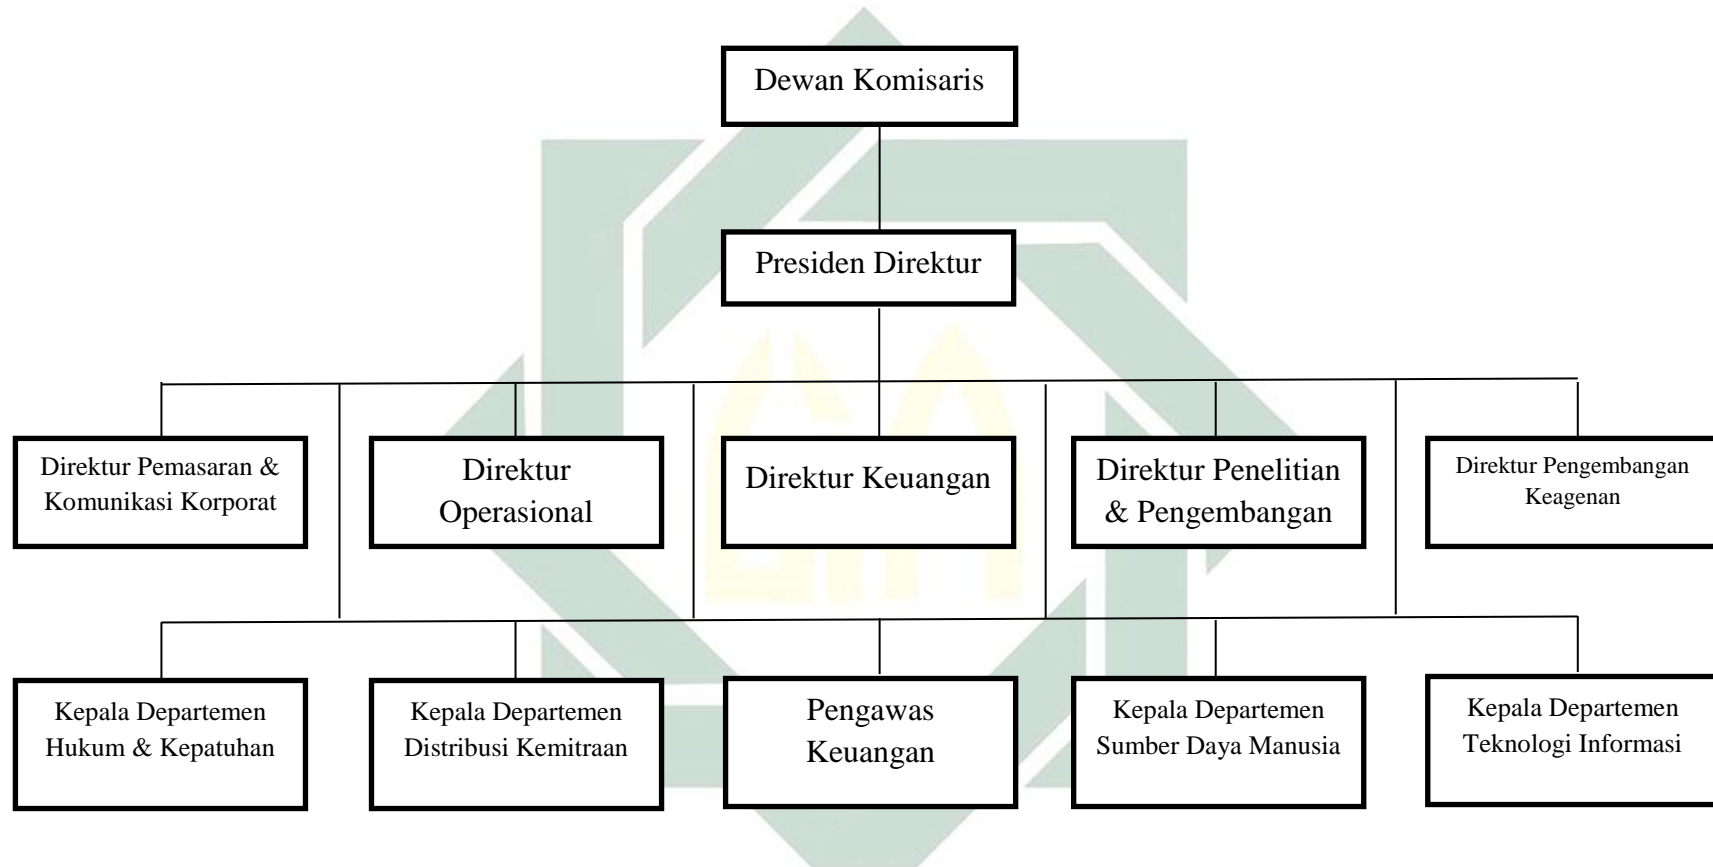 Dewan Komisaris
Presiden Direktur
Direktur Pemasaran &
Komunikasi Korporat
Direktur
Operasional
Direktur Keuangan
Direktur Penelitian
& Pengembangan
Direktur Pengembangan
Keagenan
Kepala Departemen
Hukum & Kepatuhan
Kepala Departemen
Distribusi Kemitraan
Pengawas
Keuangan
Kepala Departemen
Sumber Daya Manusia
Kepala Departemen
Teknologi Informasi